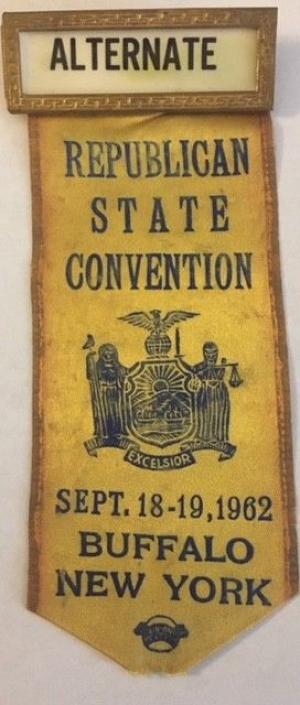 ALTERNATE
REPUBLICAN
STATE
CONVENTION
EXCELSIOR
SEPT. 18-19, 1962
BUFFALO
NEW YORK